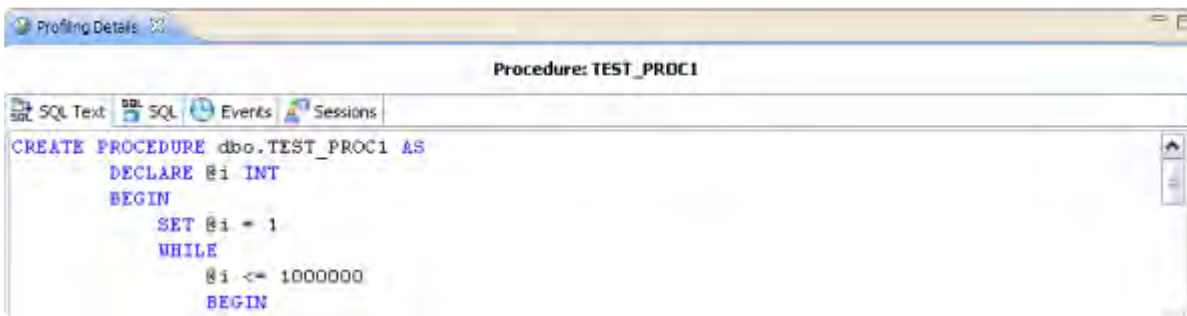 Profiling Details
Procedure: TEST_PROC1
SQL Text SQL Events Sessions
CREATE PROCEDURE dbo.TEST_PROC1 AS
DECLARE @i INT
BEGIN
SET @i = 1
WHILE
@i <= 1000000
BEGIN